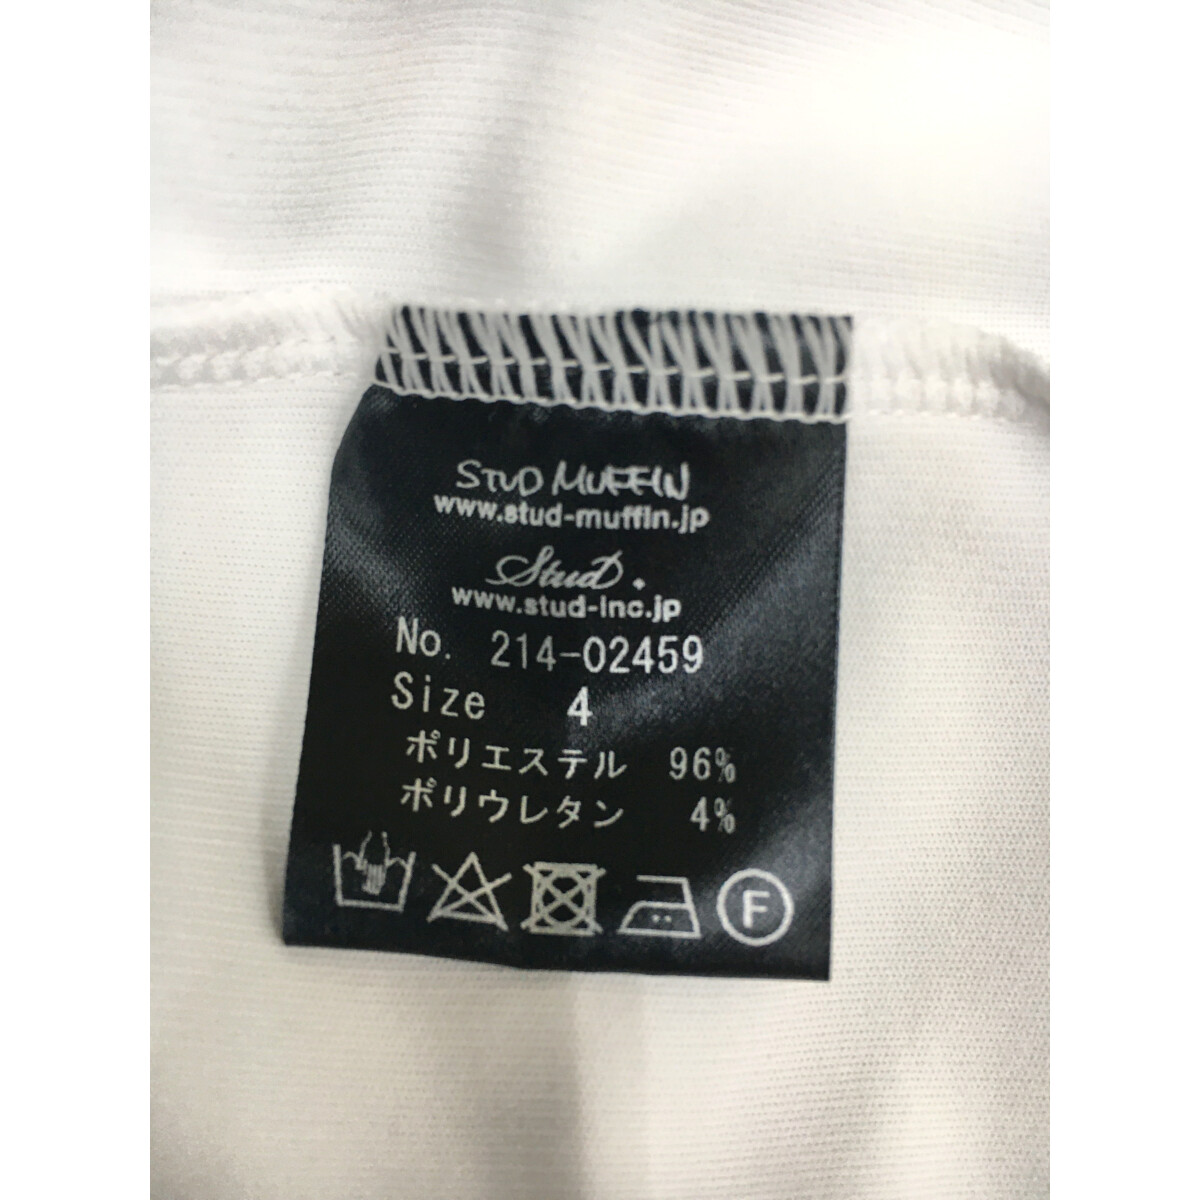 STUD MUFFIN
www.stud-muffin.jp
Stud.
www.stud-inc.jp
No. 214-02459
Size 4
ポリエステル 96%
ポリウレタン 4%
F